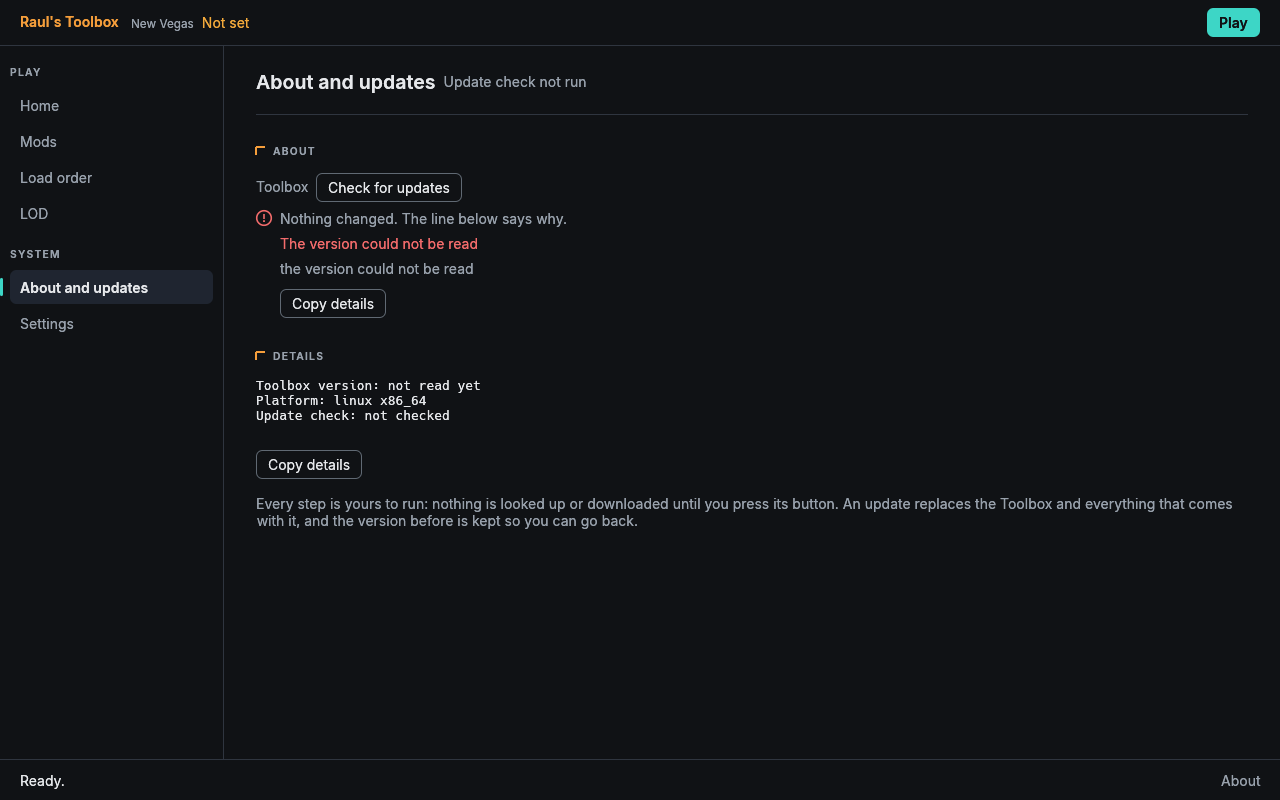 Raul's Toolbox New Vegas Not set Play
PLAY
Home
Mods
Load order
LOD
SYSTEM
About and updates
Settings
About and updates Update check not run
ABOUT
Toolbox Check for updates
Nothing changed. The line below says why.
The version could not be read
the version could not be read
Copy details
DETAILS
Toolbox version: not read yet
Platform: linux x86_64
Update check: not checked
Copy details
Every step is yours to run: nothing is looked up or downloaded until you press its button. An update replaces the Toolbox and everything that comes
with it, and the version before is kept so you can go back.
Ready. About